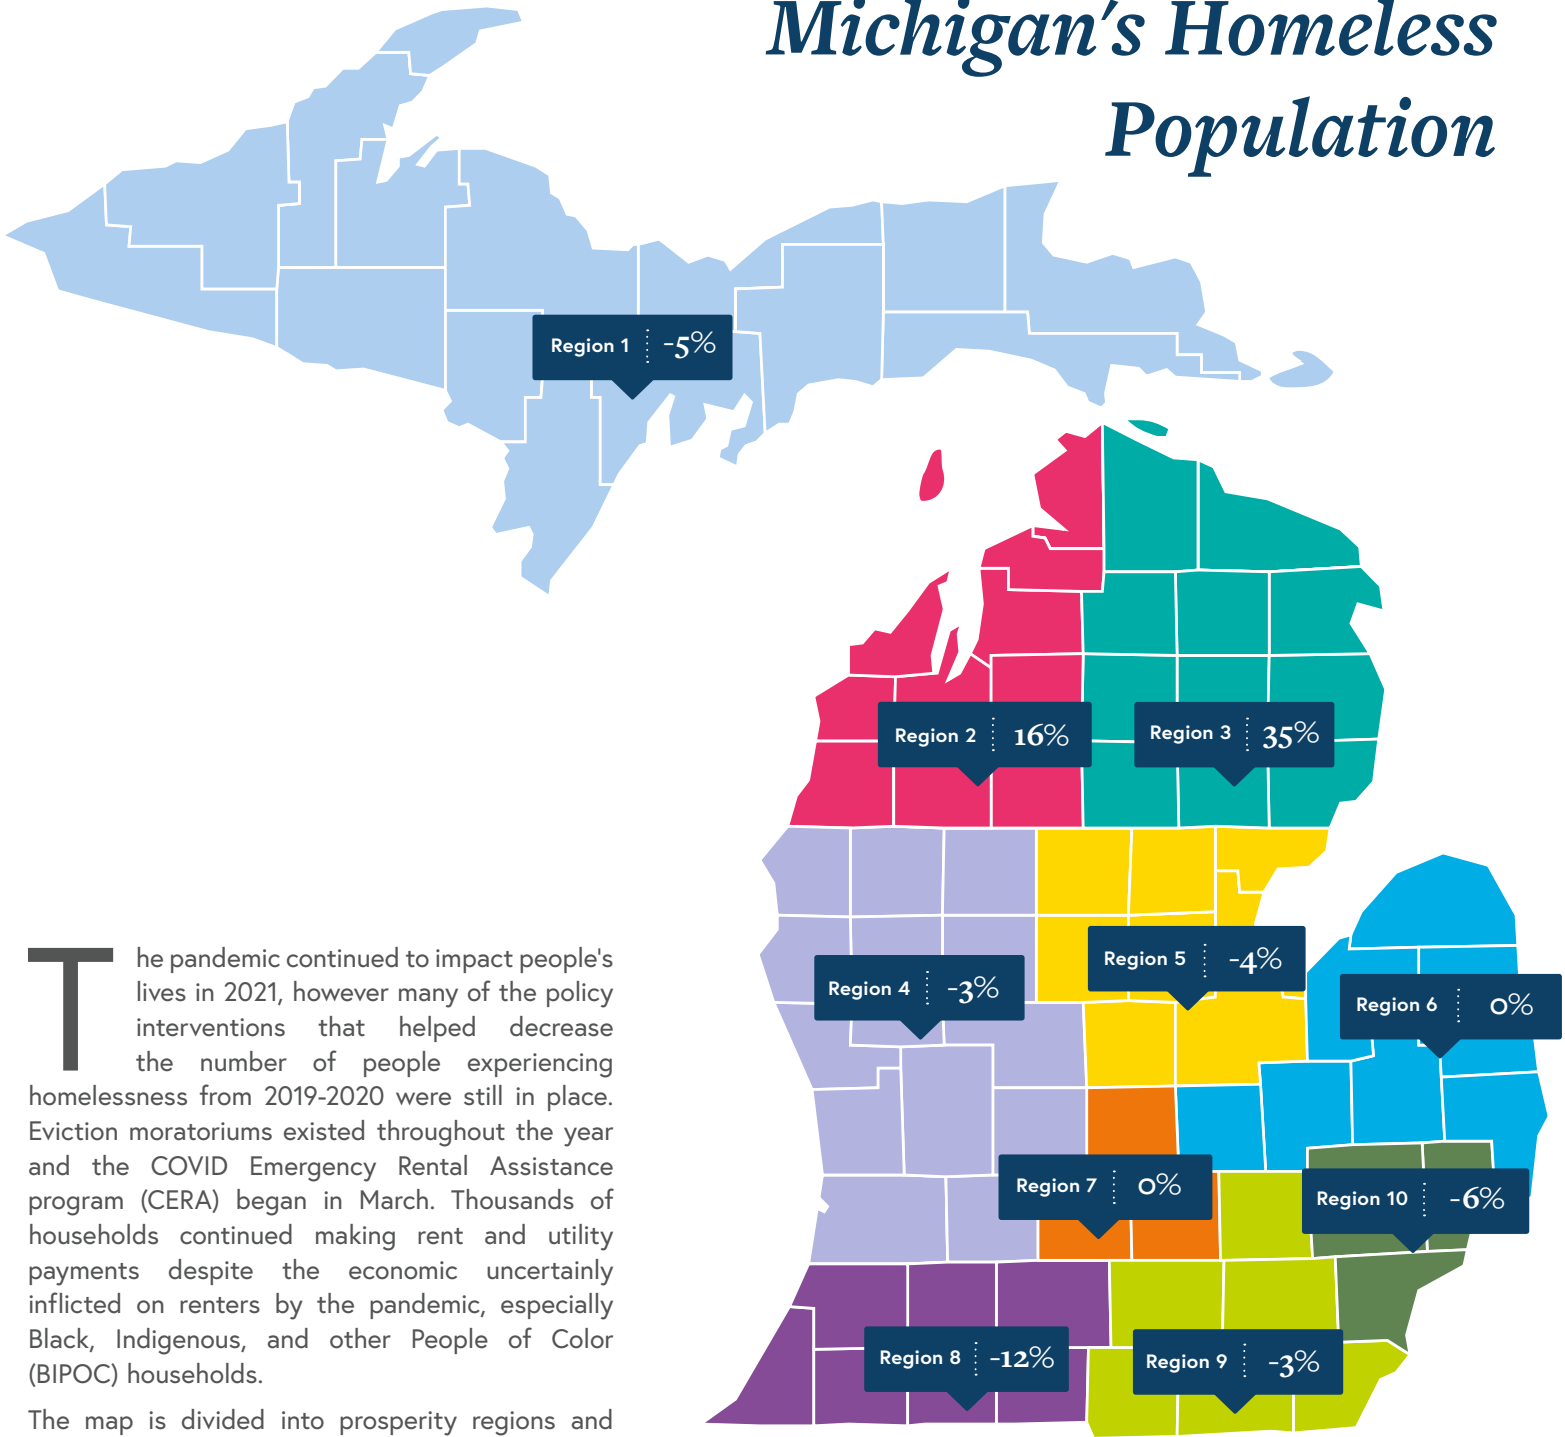 Michigan's Homeless
Population
Region 1 -5%
Region 2 16%
Region 3 35%
Region 4 -3%
Region 5 -4%
Region 6 0%
Region 7 0%
Region 10 -6%
Region 8 -12%
Region 9 -3%
The pandemic continued to impact people's
lives in 2021, however many of the policy
interventions that helped decrease
the number of people experiencing
homelessness from 2019-2020 were still in place.
Eviction moratoriums existed throughout the year
and the COVID Emergency Rental Assistance
program (CERA) began in March. Thousands of
households continued making rent and utility
payments despite the economic uncertainly
inflicted on renters by the pandemic, especially
Black, Indigenous, and other People of Color
(BIPOC) households.
The map is divided into prosperity regions and